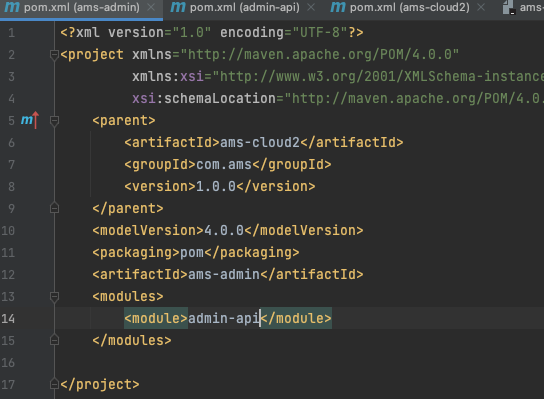 pom.xml (ams-admin) × pom.xml (admin-api) × pom.xml (ams-cloud2) × ams-
1 <?xml version="1.0" encoding="UTF-8"?>
2 <project xmlns="http://maven.apache.org/POM/4.0.0"
3 xmlns:xsi="http://www.w3.org/2001/XMLSchema-instance
4 xsi:schemaLocation="http://maven.apache.org/POM/4.0.
5 <parent>
6 <artifactId>ams-cloud2</artifactId>
7 <groupId>com.ams</groupId>
8 <version>1.0.0</version>
9 </parent>
10 <modelVersion>4.0.0</modelVersion>
11 <packaging>pom</packaging>
12 <artifactId>ams-admin</artifactId>
13 <modules>
14 <module>admin-api</module>
15 </modules>
16
17 </project>